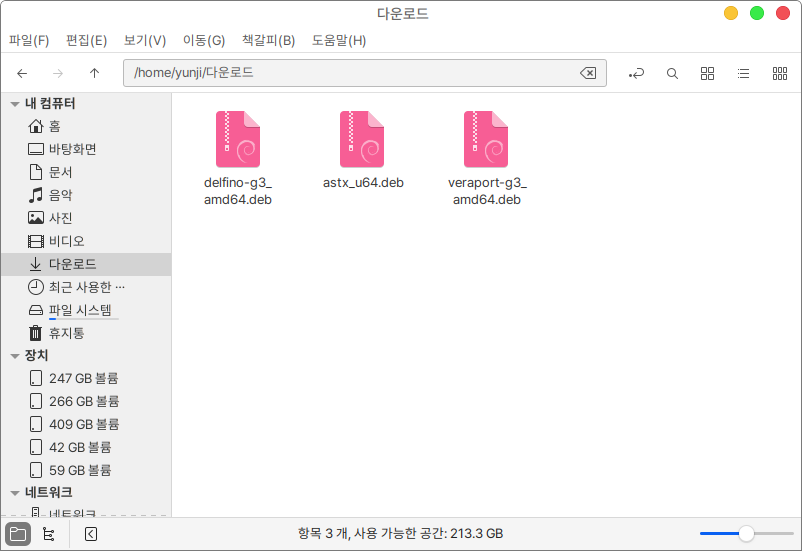 다운로드
파일(F) 편집(E) 보기(V) 이동(G) 책갈피(B) 도움말(H)
/home/yunji/다운로드
내 컴퓨터
홈
바탕화면
문서
음악
사진
비디오
다운로드
최근 사용한 …
파일 시스템
휴지통
장치
247 GB 볼륨
266 GB 볼륨
409 GB 볼륨
42 GB 볼륨
59 GB 볼륨
네트워크
네트워크
delfino-g3_
amd64.deb
astx_u64.deb
veraport-g3_
amd64.deb
항목 3 개, 사용 가능한 공간: 213.3 GB